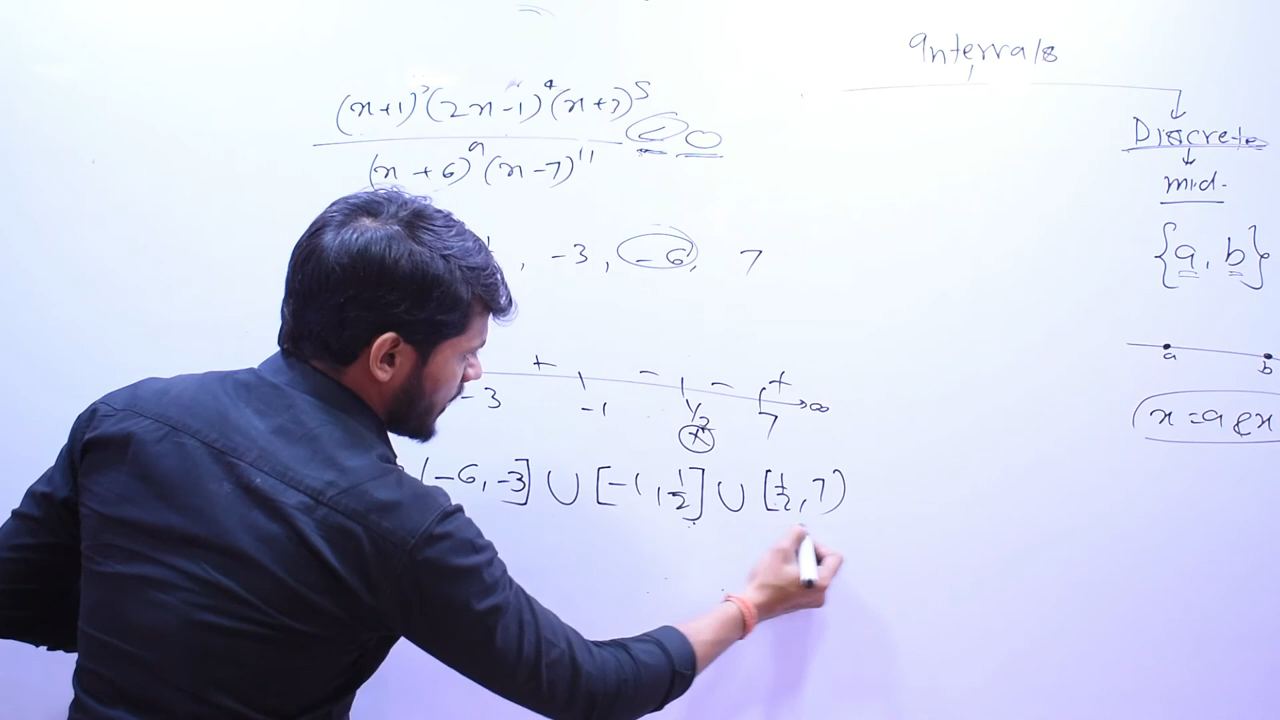 (x+1)³(2x-1)⁴(x+3)⁵
(x+6)⁹(x-7)¹¹ ≤ 0
, -3, -6, 7
+ - - +
-3 -1 1/2 7 ∞
(-6, -3] ∪ [-1, 1/2] ∪ [1/2, 7)
Intervals
Discrete
mid.
{a, b}
a b
x = a & x